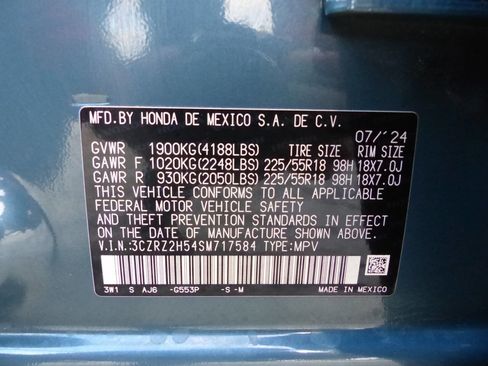 MFD.BY HONDA DE MEXICO S.A. DE C.V.
07/'24
GVWR 1900KG(4188LBS) TIRE SIZE RIM SIZE
GAWR F 1020KG(2248LBS) 225/55R18 98H 18X7.0J
GAWR R 930KG(2050LBS) 225/55R18 98H 18X7.0J
THIS VEHICLE CONFORMS TO ALL APPLICABLE
FEDERAL MOTOR VEHICLE SAFETY
AND THEFT PREVENTION STANDARDS IN EFFECT
ON THE DATE OF MANUFACTURE SHOWN ABOVE.
V.I.N.:3CZRZ2H54SM717584 TYPE:MPV
3W1 S AJ6 -G553P -S-M
MADE IN MEXICO